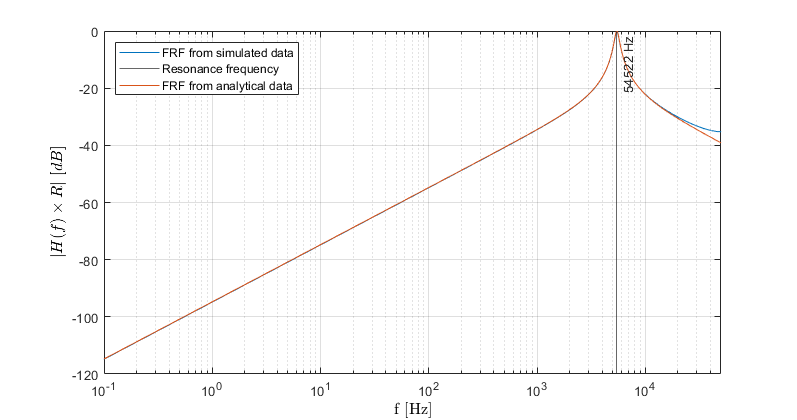 FRF from simulated data
Resonance frequency
FRF from analytical data
54522 Hz
|H(f) × R| [dB]
0
-20
-40
-60
-80
-100
-120
10^-1
10^0
10^1
10^2
10^3
10^4
f [Hz]